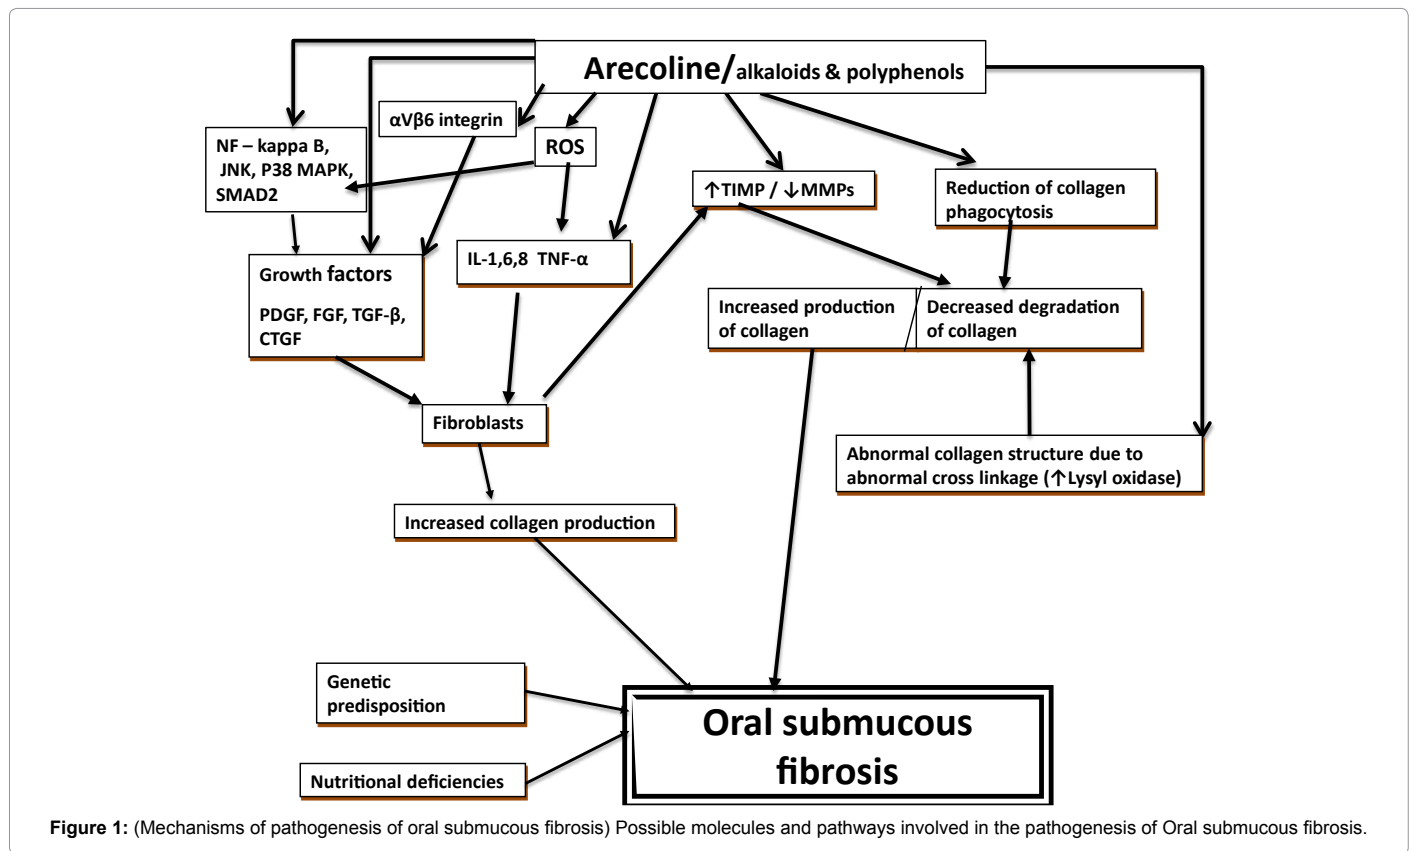 Arecoline/alkaloids & polyphenols
αVβ6 integrin
NF – kappa B,
JNK, P38 MAPK,
SMAD2
ROS
↑TIMP / ↓MMPs
Reduction of collagen
phagocytosis
IL-1,6,8 TNF-α
Growth factors
PDGF, FGF, TGF-β,
CTGF
Increased production
of collagen
Decreased degradation
of collagen
Fibroblasts
Abnormal collagen structure due to
abnormal cross linkage (↑Lysyl oxidase)
Increased collagen production
Genetic
predisposition
Oral submucous
fibrosis
Nutritional deficiencies
Figure 1: (Mechanisms of pathogenesis of oral submucous fibrosis) Possible molecules and pathways involved in the pathogenesis of Oral submucous fibrosis.